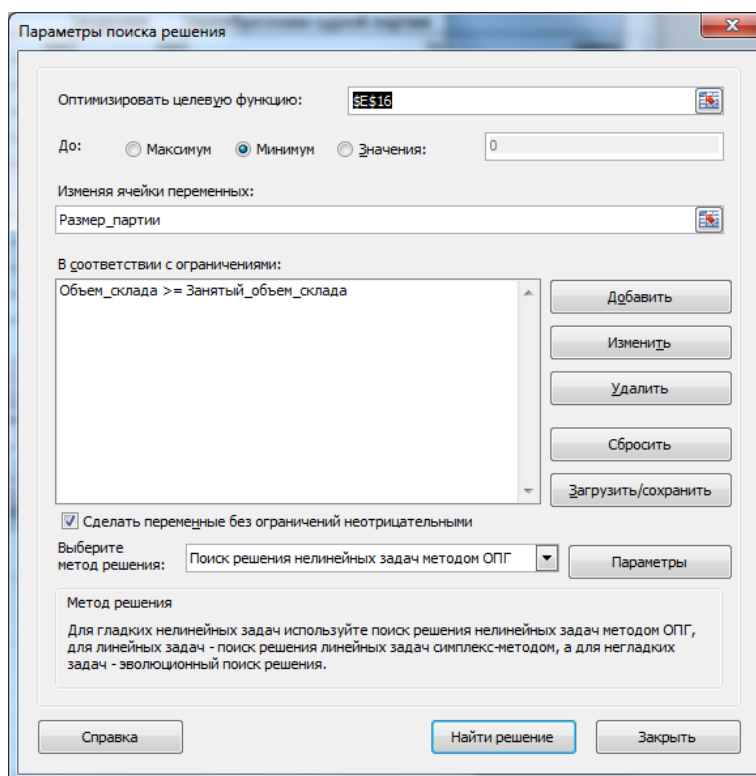 одной партии
Параметры поиска решения
Оптимизировать целевую функцию:
$E$16
До:
Максимум
Минимум
Значения:
0
Изменяя ячейки переменных:
Размер_партии
В соответствии с ограничениями:
Объем_склада >= Занятый_объем_склада
Добавить
Изменить
Удалить
Сбросить
Загрузить/сохранить
Сделать переменные без ограничений неотрицательными
Выберите
метод решения:
Поиск решения нелинейных задач методом ОПГ
Параметры
Метод решения
Для гладких нелинейных задач используйте поиск решения нелинейных задач методом ОПГ,
для линейных задач - поиск решения линейных задач симплекс-методом, а для негладких
задач - эволюционный поиск решения.
Справка
Найти решение
Закрыть